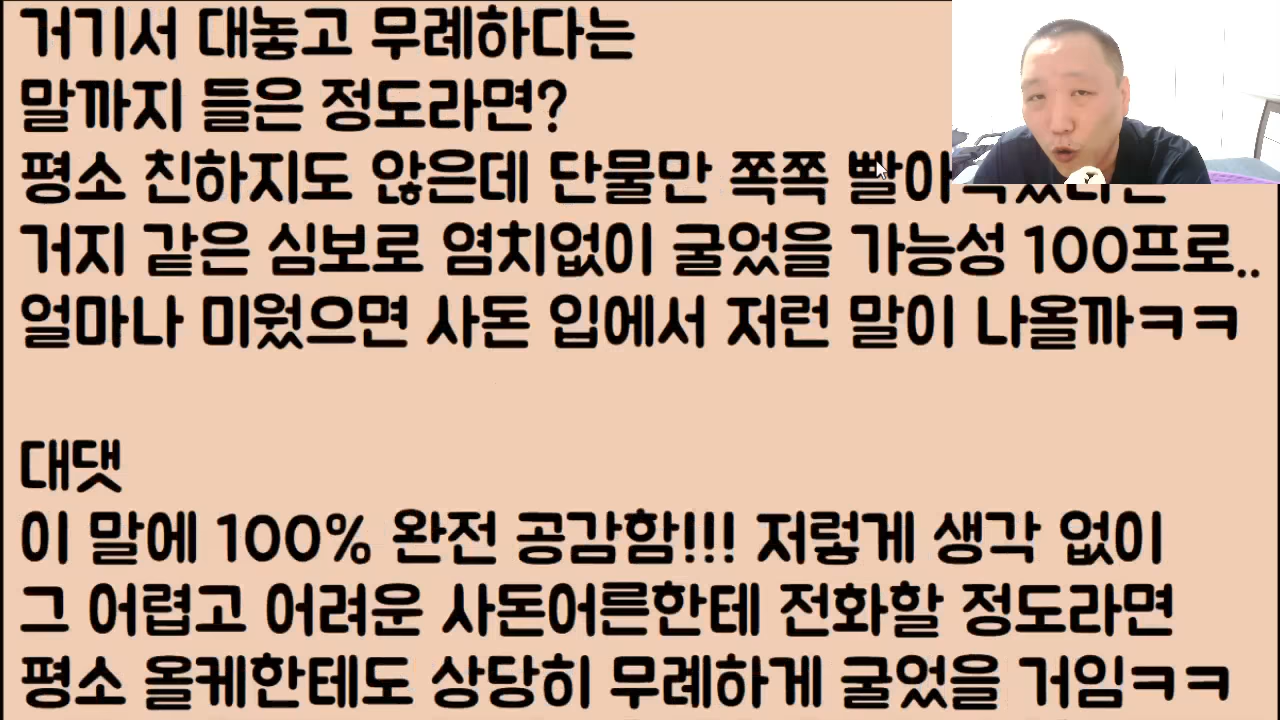 거기서 대놓고 무례하다는
말까지 들은 정도라면?
평소 친하지도 않은데 단물만 쪽쪽
거지 같은 심보로 염치없이 굴었을 가능성 100프로..
얼마나 미웠으면 사돈 입에서 저런 말이 나올까ㅋㅋ
대댓
이 말에 100% 완전 공감함!!! 저렇게 생각 없이
그 어렵고 어려운 사돈어른한테 전화할 정도라면
평소 올케한테도 상당히 무례하게 굴었을 거임ㅋㅋ